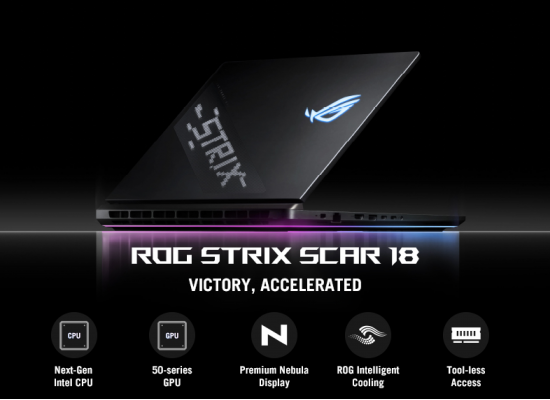 STRIX
ROG STRIX SCAR 18
VICTORY, ACCELERATED
CPU
GPU
N
Next-Gen
Intel CPU
50-series
GPU
Premium Nebula
Display
ROG Intelligent
Cooling
Tool-less
Access